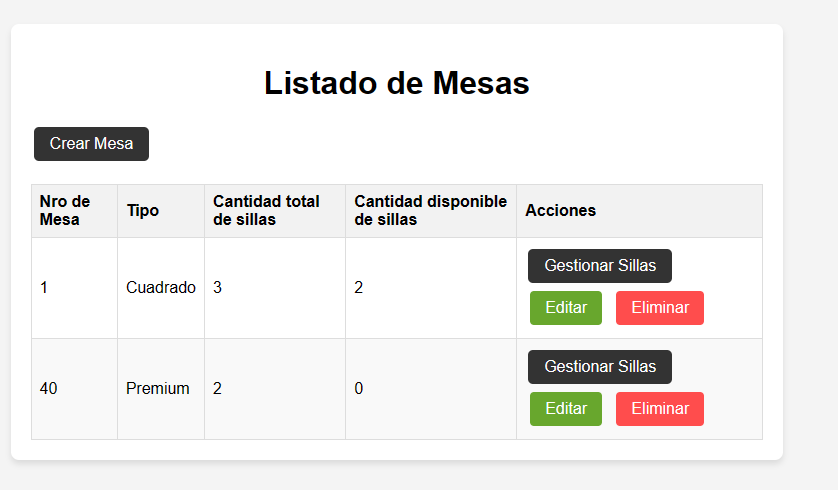 Listado de Mesas
Crear Mesa
Nro de Mesa Tipo Cantidad total de sillas Cantidad disponible de sillas Acciones
1 Cuadrado 3 2 Gestionar Sillas
Editar Eliminar
40 Premium 2 0 Gestionar Sillas
Editar Eliminar